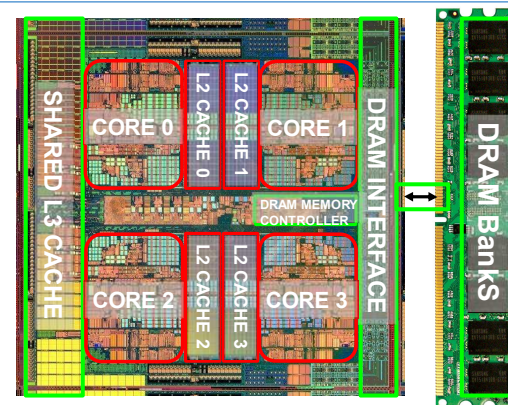 SHARED L3 CACHE
CORE 0
L2 CACHE 0
L2 CACHE 1
CORE 1
DRAM INTERFACE
DRAM BankS
DRAM MEMORY
CONTROLLER
CORE 2
L2 CACHE 2
L2 CACHE 3
CORE 3